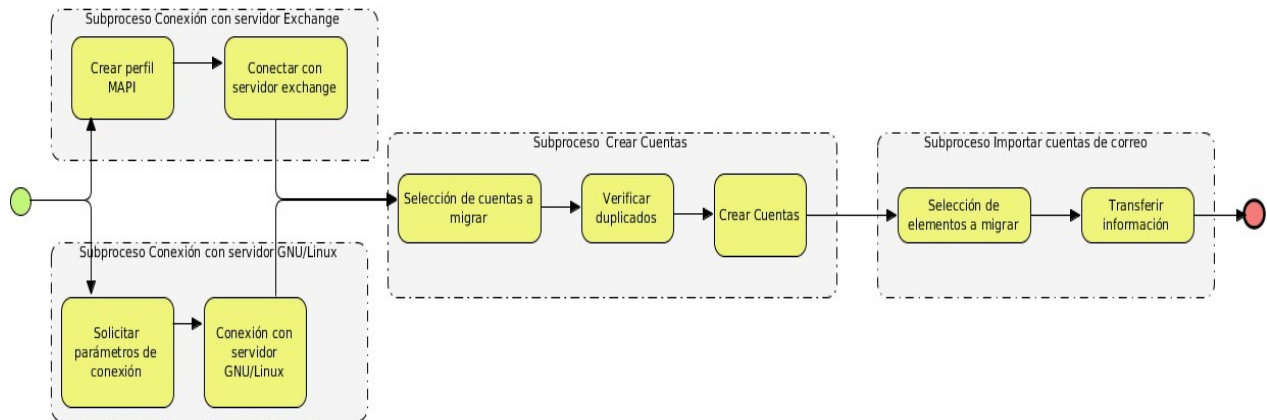 Subproceso Conexión con servidor Exchange
Crear perfil
MAPI
Conectar con
servidor exchange
Subproceso Conexión con servidor GNU/Linux
Solicitar
parámetros de
conexión
Conexión con
servidor
GNU/Linux
Subproceso Crear Cuentas
Selección de cuentas a
migrar
Verificar
duplicados
Crear Cuentas
Subproceso Importar cuentas de correo
Selección de
elementos a migrar
Transferir
información